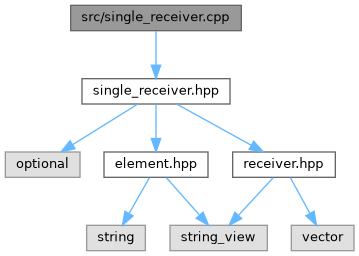 src/single_receiver.cpp
single_receiver.hpp
optional
element.hpp
receiver.hpp
string
string_view
vector